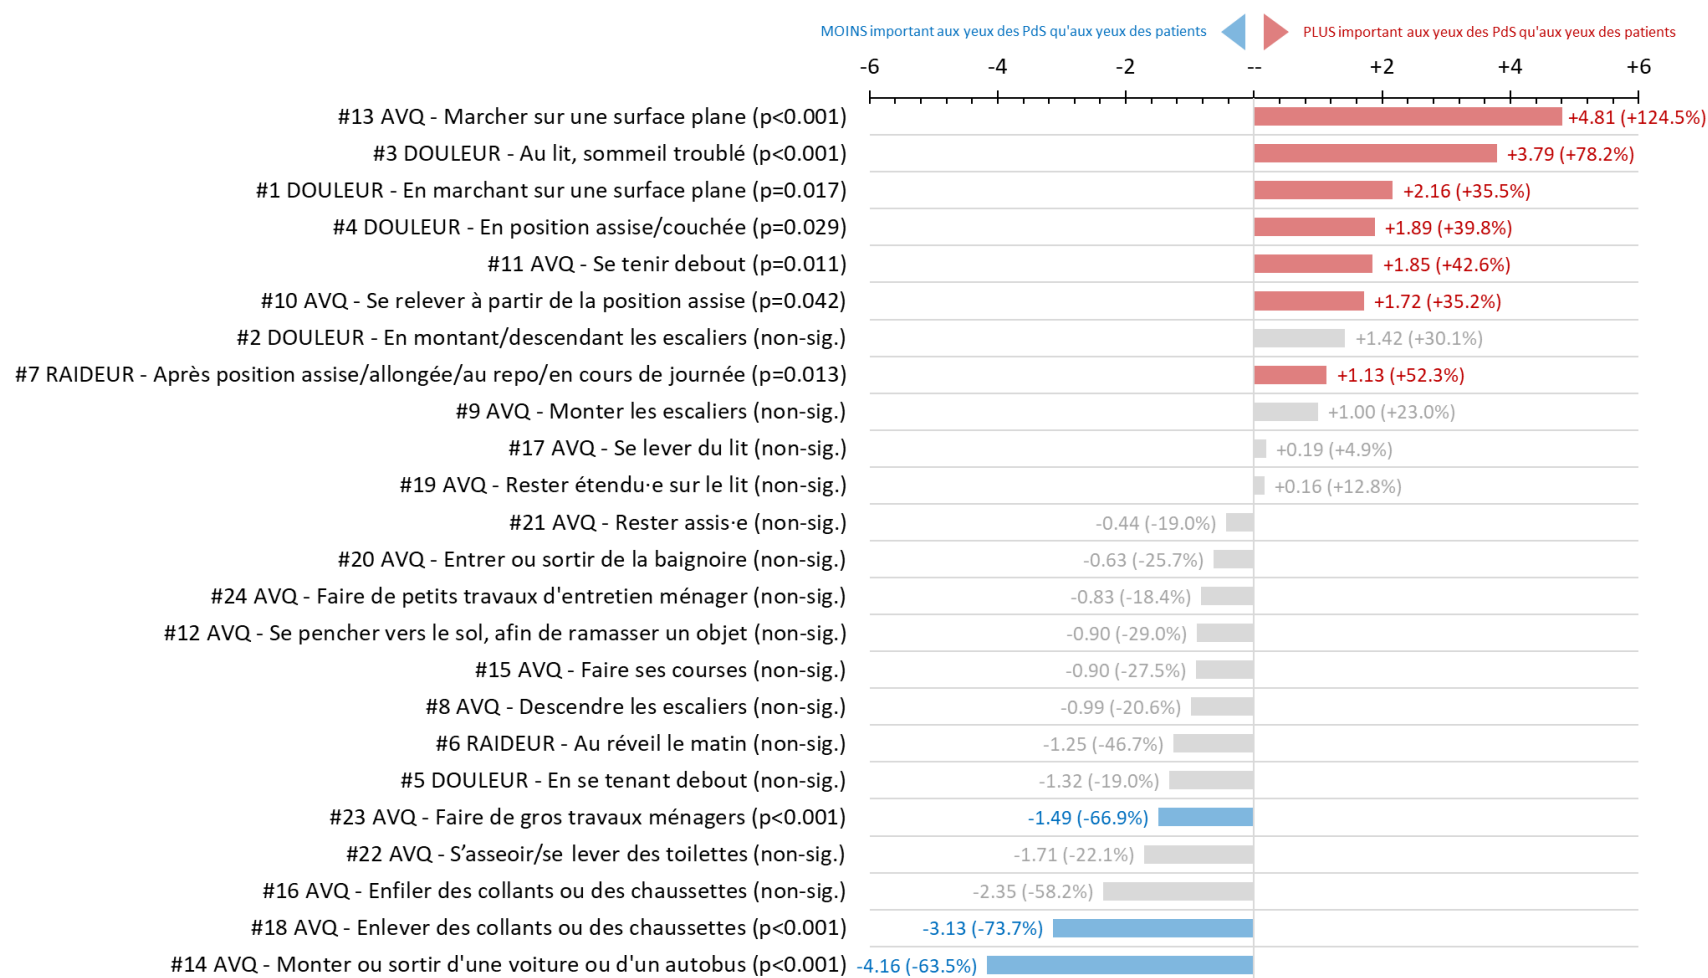 MOINS important aux yeux des PdS qu'aux yeux des patients PLUS important aux yeux des PdS qu'aux yeux des patients
-6 -4 -2 -- +2 +4 +6
#13 AVQ - Marcher sur une surface plane (p<0.001) +4.81 (+124.5%)
#3 DOULEUR - Au lit, sommeil troublé (p<0.001) +3.79 (+78.2%)
#1 DOULEUR - En marchant sur une surface plane (p=0.017) +2.16 (+35.5%)
#4 DOULEUR - En position assise/couchée (p=0.029) +1.89 (+39.8%)
#11 AVQ - Se tenir debout (p=0.011) +1.85 (+42.6%)
#10 AVQ - Se relever à partir de la position assise (p=0.042) +1.72 (+35.2%)
#2 DOULEUR - En montant/descendant les escaliers (non-sig.) +1.42 (+30.1%)
#7 RAIDEUR - Après position assise/allongée/au repo/en cours de journée (p=0.013) +1.13 (+52.3%)
#9 AVQ - Monter les escaliers (non-sig.) +1.00 (+23.0%)
#17 AVQ - Se lever du lit (non-sig.) +0.19 (+4.9%)
#19 AVQ - Rester étendu·e sur le lit (non-sig.) +0.16 (+12.8%)
#21 AVQ - Rester assis·e (non-sig.) -0.44 (-19.0%)
#20 AVQ - Entrer ou sortir de la baignoire (non-sig.) -0.63 (-25.7%)
#24 AVQ - Faire de petits travaux d'entretien ménager (non-sig.) -0.83 (-18.4%)
#12 AVQ - Se pencher vers le sol, afin de ramasser un objet (non-sig.) -0.90 (-29.0%)
#15 AVQ - Faire ses courses (non-sig.) -0.90 (-27.5%)
#8 AVQ - Descendre les escaliers (non-sig.) -0.99 (-20.6%)
#6 RAIDEUR - Au réveil le matin (non-sig.) -1.25 (-46.7%)
#5 DOULEUR - En se tenant debout (non-sig.) -1.32 (-19.0%)
#23 AVQ - Faire de gros travaux ménagers (p<0.001) -1.49 (-66.9%)
#22 AVQ - S’asseoir/se lever des toilettes (non-sig.) -1.71 (-22.1%)
#16 AVQ - Enfiler des collants ou des chaussettes (non-sig.) -2.35 (-58.2%)
#18 AVQ - Enlever des collants ou des chaussettes (p<0.001) -3.13 (-73.7%)
#14 AVQ - Monter ou sortir d'une voiture ou d'un autobus (p<0.001) -4.16 (-63.5%)